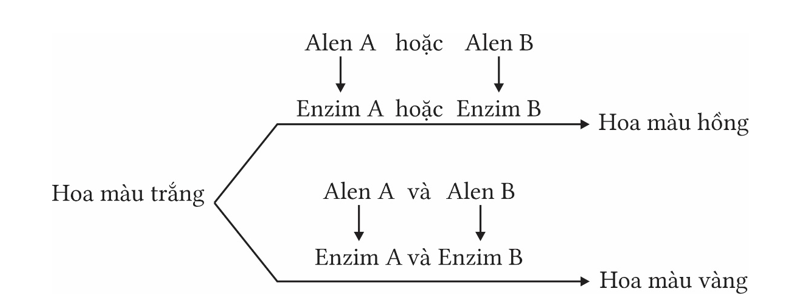 Alen A hoặc Alen B
Enzim A hoặc Enzim B
Hoa màu hồng
Hoa màu trắng
Alen A và Alen B
Enzim A và Enzim B
Hoa màu vàng